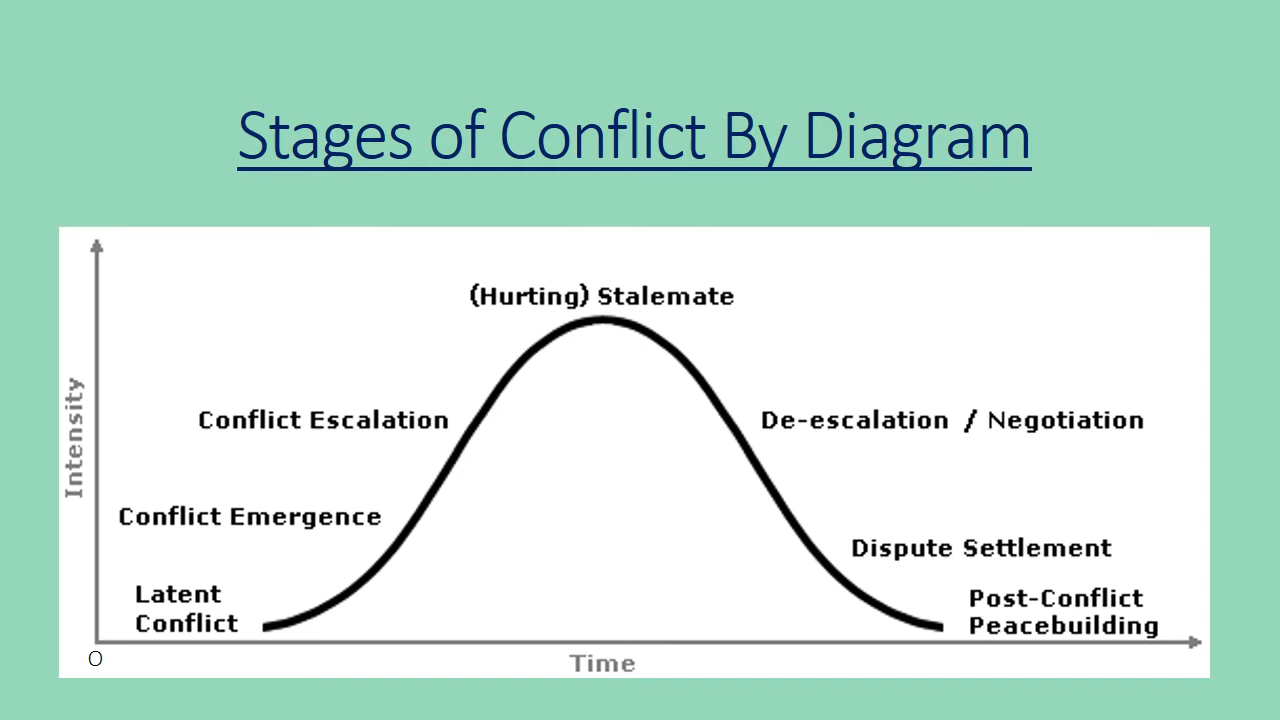 Stages of Conflict By Diagram
(Hurting) Stalemate
Conflict Escalation
De-escalation / Negotiation
Intensity
Conflict Emergence
Dispute Settlement
Latent
Conflict
Post-Conflict
Peacebuilding
O
Time